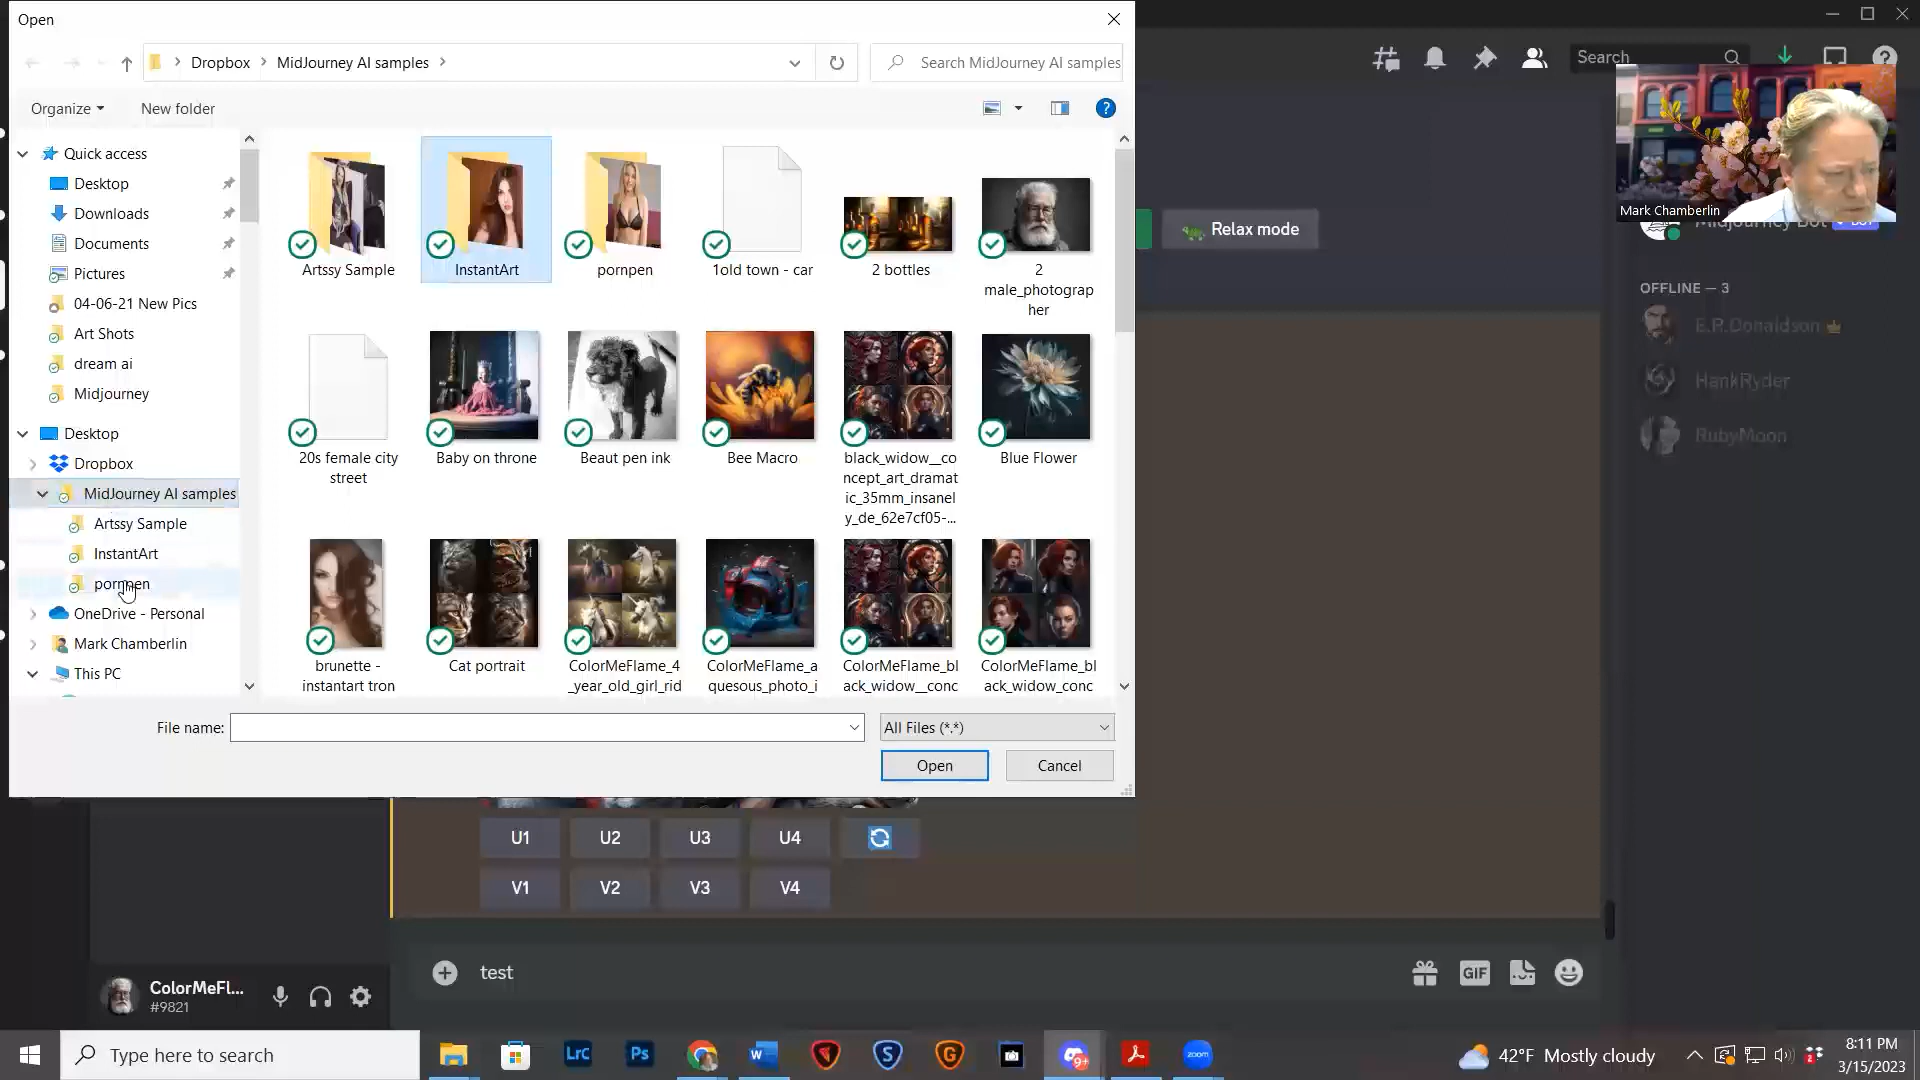 Open
Dropbox
MidJourney AI samples
Search MidJourney AI samples
Organize
New folder
Quick access
Desktop
Downloads
Documents
Pictures
04-06-21 New Pics
Art Shots
dream ai
Midjourney
Desktop
Dropbox
MidJourney AI samples
Artssy Sample
InstantArt
pornpen
OneDrive - Personal
Mark Chamberlin
This PC
Artssy Sample
InstantArt
pornpen
1old town - car
2 bottles
2
male_photograp
her
20s female city
street
Baby on throne
Beaut pen ink
Bee Macro
black_widow__co
ncept_art_dramat
ic_35mm_insanel
y_de_62e7cf05-...
Blue Flower
brunette -
instantart tron
Cat portrait
ColorMeFlame_4
_year_old_girl_rid
ColorMeFlame_a
quesous_photo_i
ColorMeFlame_bl
ack_widow__conc
ColorMeFlame_bl
ack_widow_conc
File name:
All Files (*.*)
Open
Cancel
Search
Mark Chamberlin
Relax mode
Midjourney Bot
OFFLINE — 3
E.R.Donaldson
HankRyder
RubyMoon
U1
U2
U3
U4
V1
V2
V3
V4
test
GIF
ColorMeFl...
#9821
Type here to search
LrC
Ps
W
S
G
9+
zoom
42°F Mostly cloudy
8:11 PM
3/15/2023